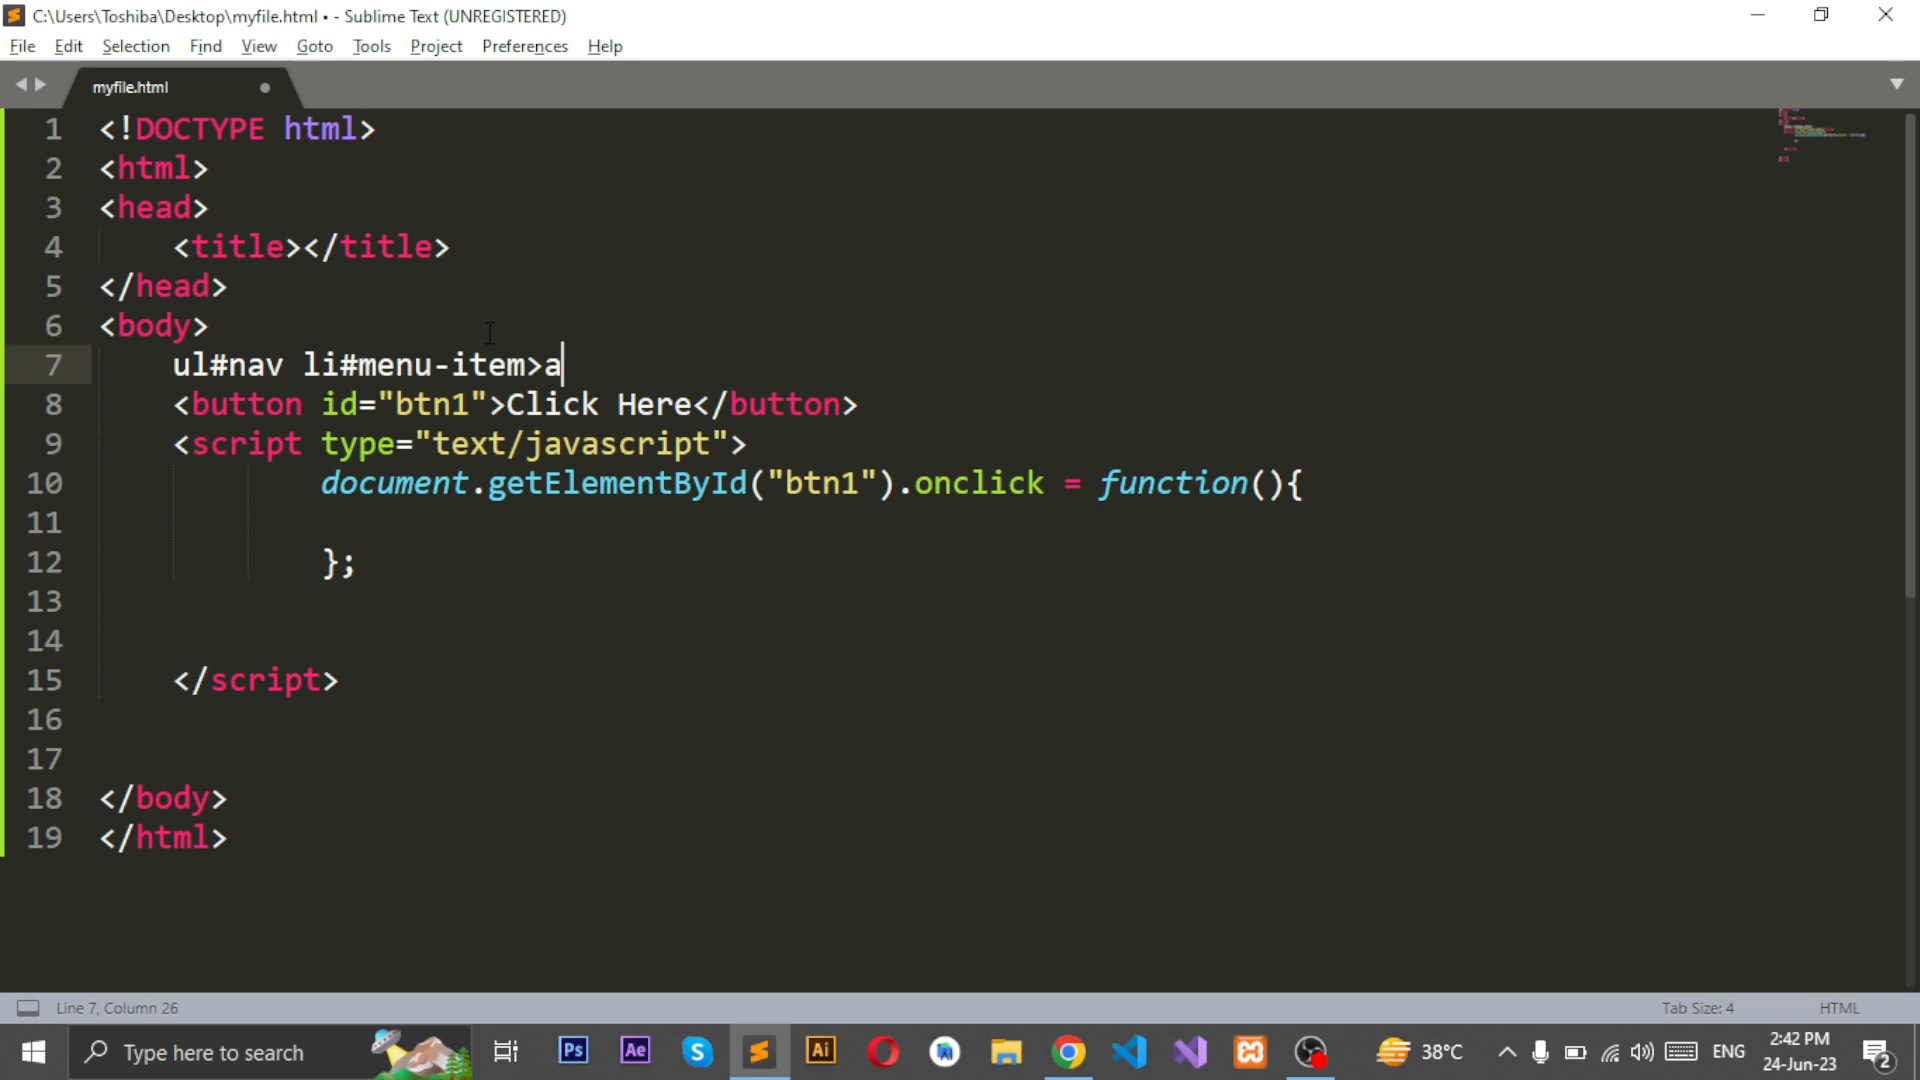 C:\Users\Toshiba\Desktop\myfile.html • - Sublime Text (UNREGISTERED)
File Edit Selection Find View Goto Tools Project Preferences Help
myfile.html
1 <!DOCTYPE html>
2 <html>
3 <head>
4 <title></title>
5 </head>
6 <body>
7 ul#nav li#menu-item>a
8 <button id="btn1">Click Here</button>
9 <script type="text/javascript">
10 document.getElementById("btn1").onclick = function(){
11
12 };
13
14
15 </script>
16
17
18 </body>
19 </html>
Line 7, Column 26 Tab Size: 4 HTML
Type here to search Ps Ae Ai 38°C ENG 2:42 PM
24-Jun-23 2